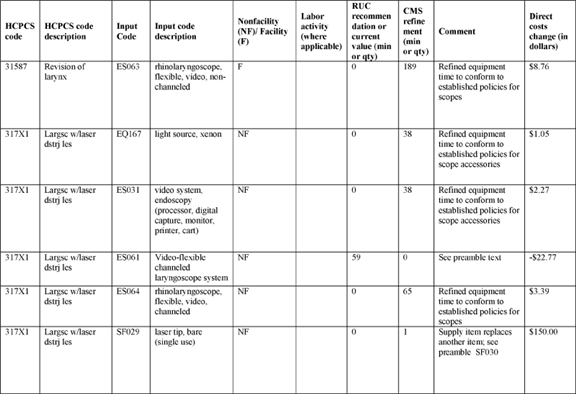 HCPCS code | HCPCS code description | Input Code | Input code description | Nonfacility (NF)/ Facility (F) | Labor activity (where applicable) | RUC recommen dation or current value (min or qty) | CMS refine ment (min or qty) | Comment | Direct costs change (in dollars)
31587 | Revision of larynx | ES063 | rhinolaryngoscope, flexible, video, non-channeled | F | | 0 | 189 | Refined equipment time to conform to established policies for scopes | $8.76
317X1 | Largsc w/laser dstrj les | EQ167 | light source, xenon | NF | | 0 | 38 | Refined equipment time to conform to established policies for scope accessories | $1.05
317X1 | Largsc w/laser dstrj les | ES031 | video system, endoscopy (processor, digital capture, monitor, printer, cart) | NF | | 0 | 38 | Refined equipment time to conform to established policies for scope accessories | $2.27
317X1 | Largsc w/laser dstrj les | ES061 | Video-flexible channeled laryngoscope system | NF | | 59 | 0 | See preamble text | -$22.77
317X1 | Largsc w/laser dstrj les | ES064 | rhinolaryngoscope, flexible, video, channeled | NF | | 0 | 65 | Refined equipment time to conform to established policies for scopes | $3.39
317X1 | Largsc w/laser dstrj les | SF029 | laser tip, bare (single use) | NF | | 0 | 1 | Supply item replaces another item; see preamble SF030 | $150.00